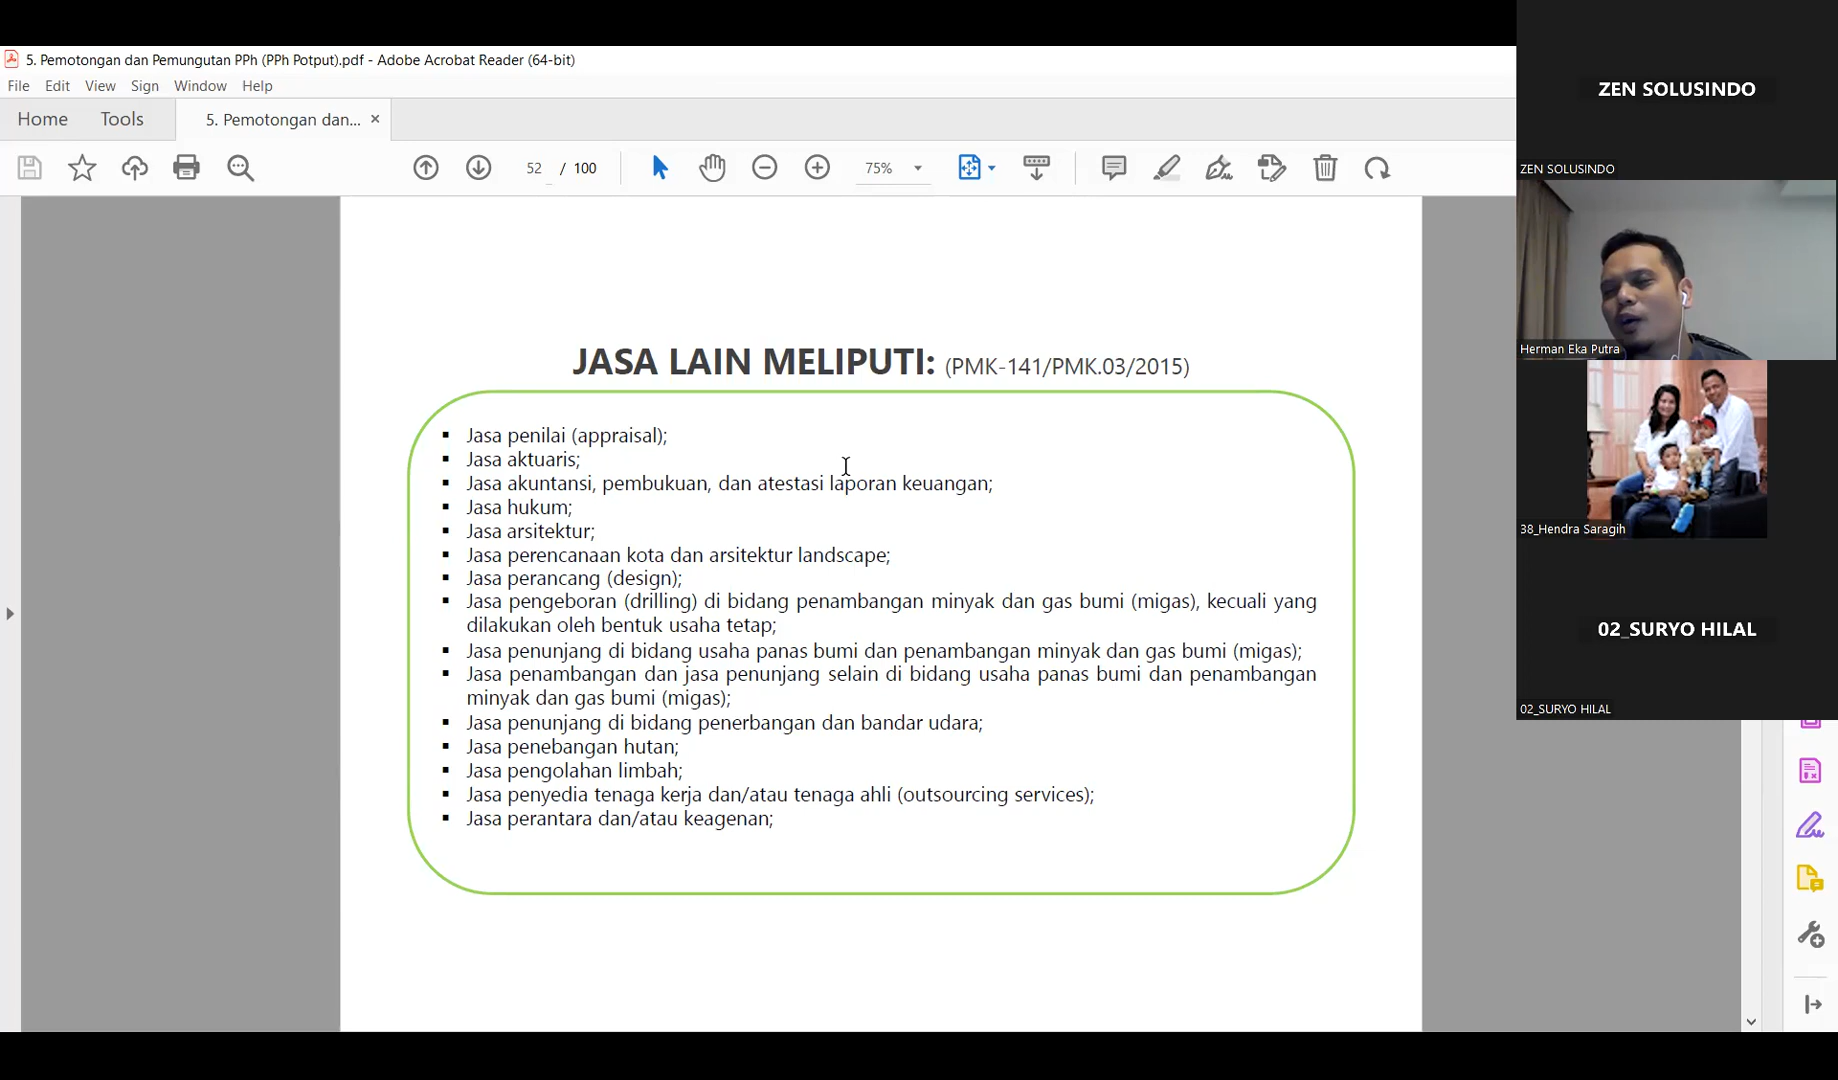 5. Pemotongan dan Pemungutan PPh (PPh Potput).pdf - Adobe Acrobat Reader (64-bit)
File Edit View Sign Window Help
Home Tools 5. Pemotongan dan... ×
52 / 100 75%
JASA LAIN MELIPUTI: (PMK-141/PMK.03/2015)
▪ Jasa penilai (appraisal);
▪ Jasa aktuaris;
▪ Jasa akuntansi, pembukuan, dan atestasi laporan keuangan;
▪ Jasa hukum;
▪ Jasa arsitektur;
▪ Jasa perencanaan kota dan arsitektur landscape;
▪ Jasa perancang (design);
▪ Jasa pengeboran (drilling) di bidang penambangan minyak dan gas bumi (migas), kecuali yang
dilakukan oleh bentuk usaha tetap;
▪ Jasa penunjang di bidang usaha panas bumi dan penambangan minyak dan gas bumi (migas);
▪ Jasa penambangan dan jasa penunjang selain di bidang usaha panas bumi dan penambangan
minyak dan gas bumi (migas);
▪ Jasa penunjang di bidang penerbangan dan bandar udara;
▪ Jasa penebangan hutan;
▪ Jasa pengolahan limbah;
▪ Jasa penyedia tenaga kerja dan/atau tenaga ahli (outsourcing services);
▪ Jasa perantara dan/atau keagenan;
ZEN SOLUSINDO
ZEN SOLUSINDO
Herman Eka Putra
38_Hendra Saragih
02_SURYO HILAL
02_SURYO HILAL